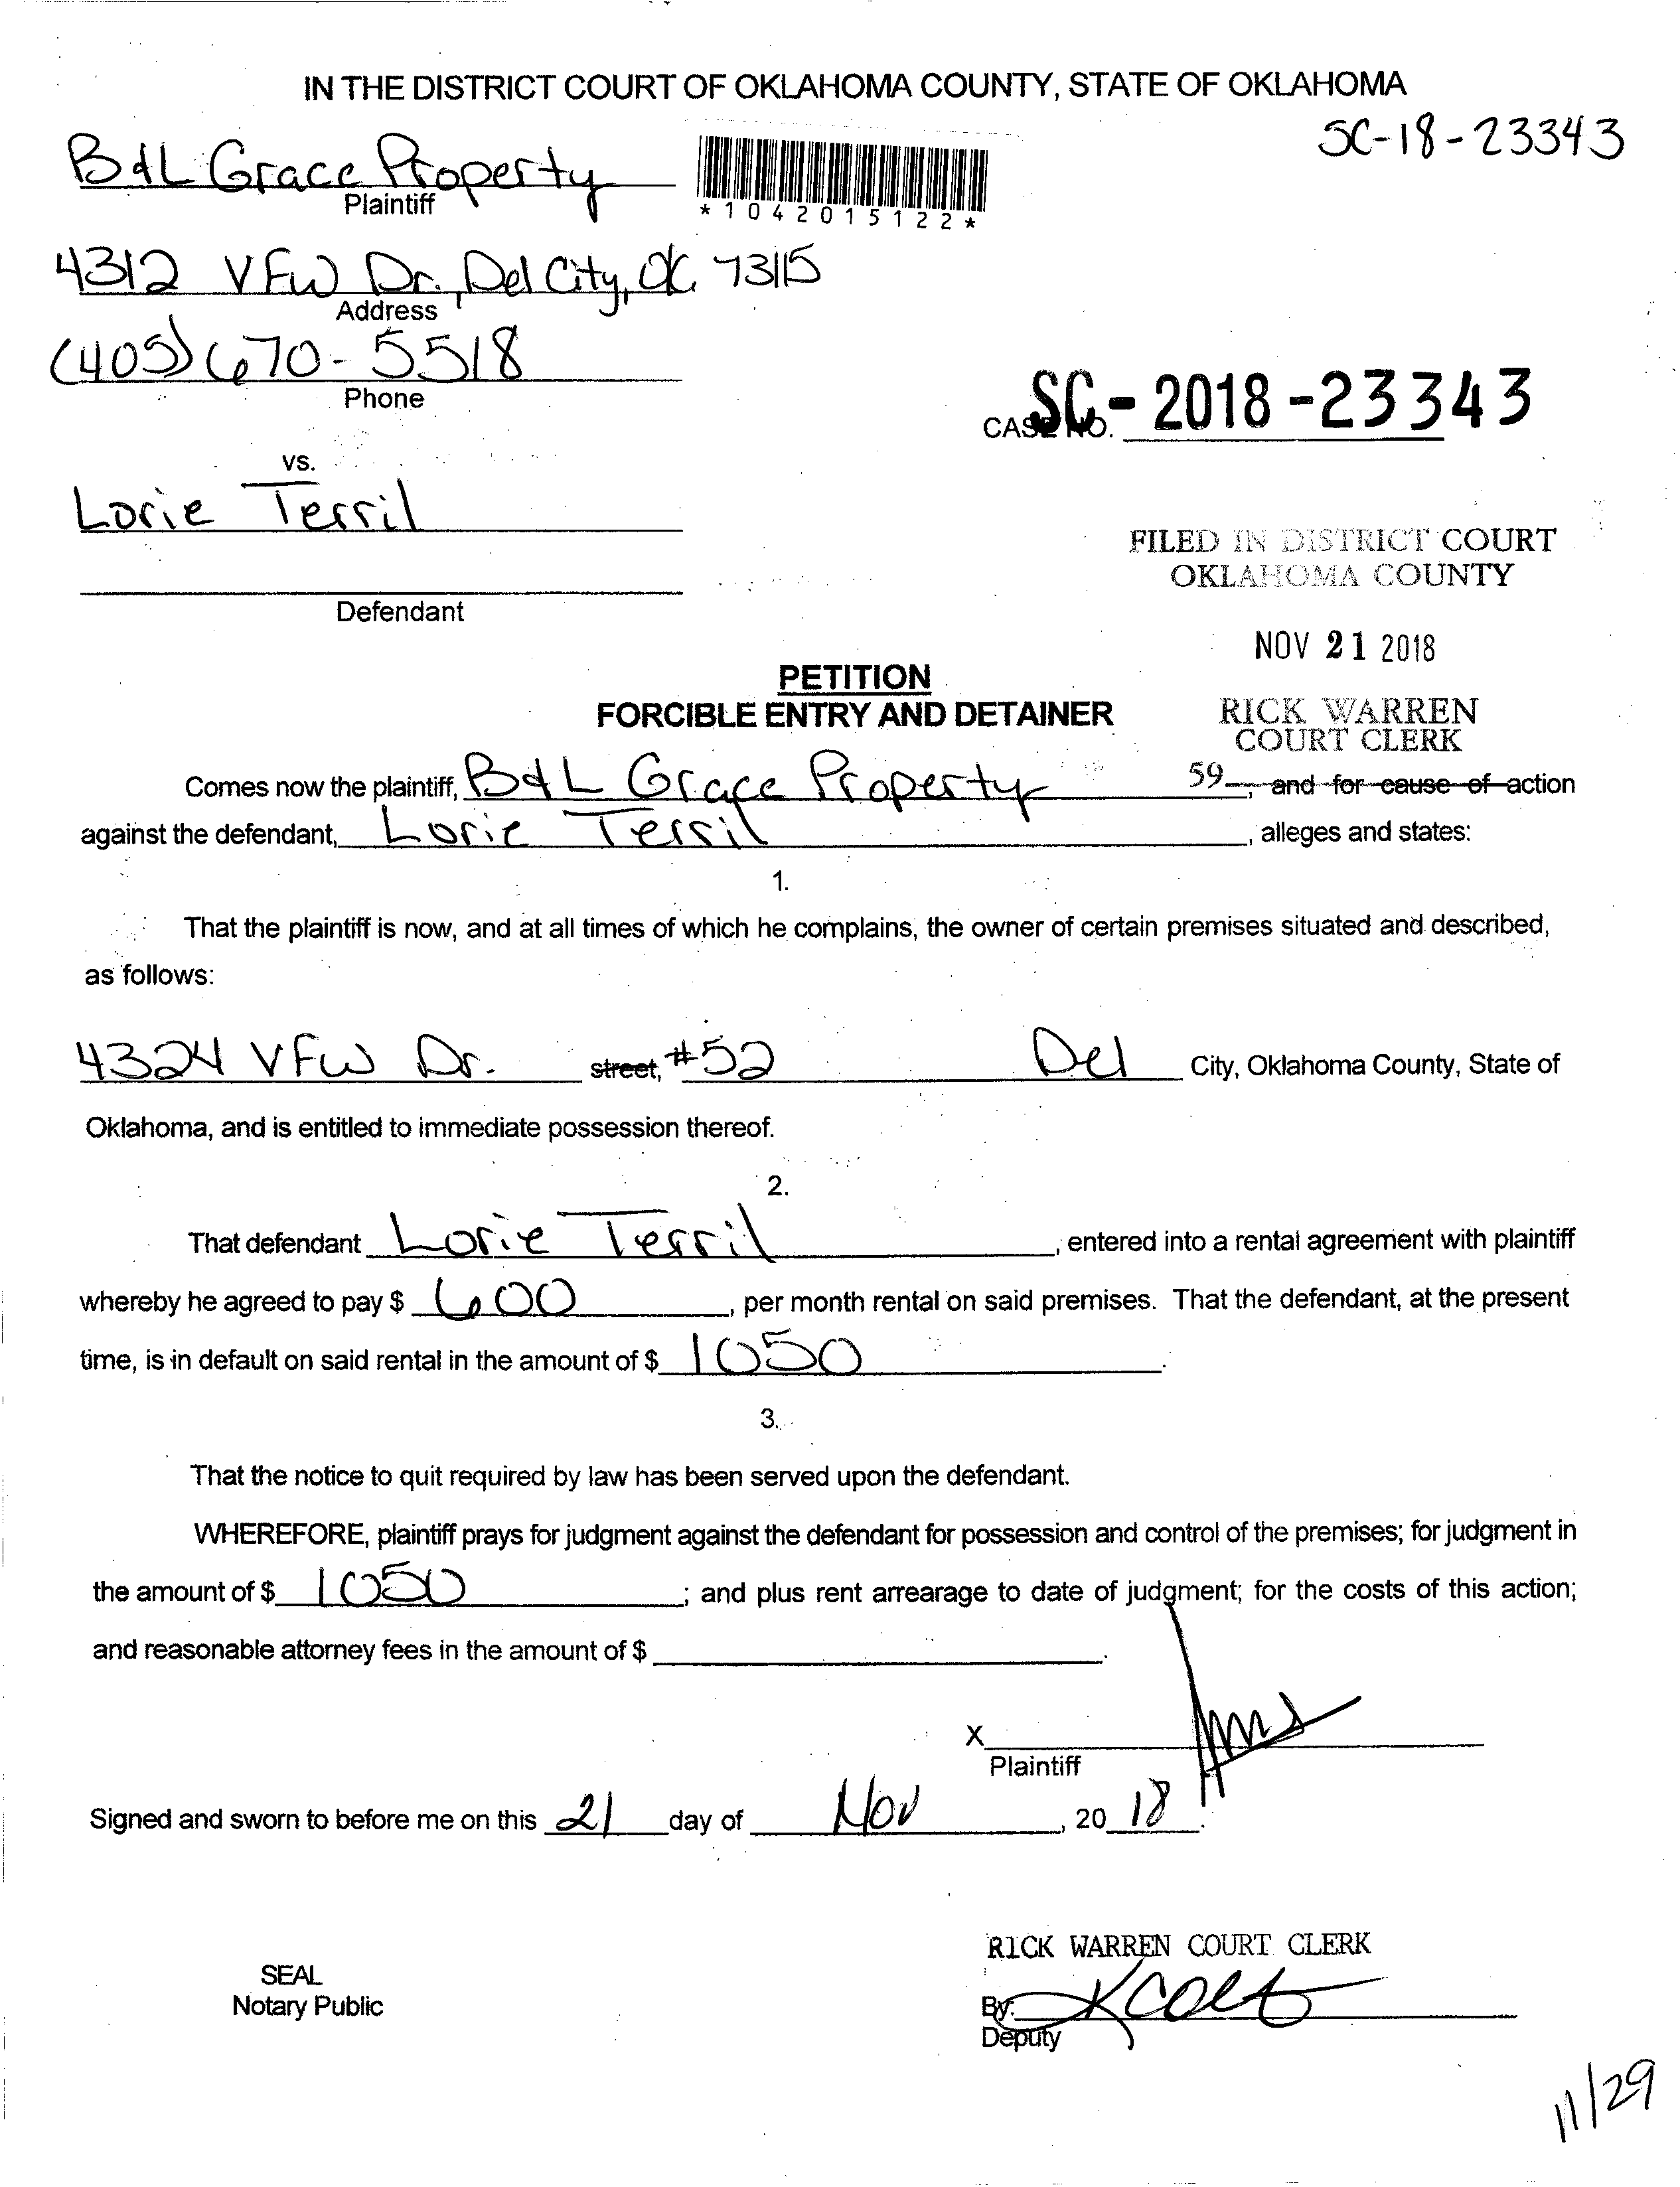 IN THE DISTRICT COURT OF OKLAHOMA COUNTY, STATE OF OKLAHOMA
SC-18-23343
B&L Grace Property
Plaintiff
*1042015122*
4312 VFW Dr., Del City, OK 73115
Address
(405) 670-5518
Phone
CASE NO. SC-2018-23343
vs.
Lorie Terril
Defendant
FILED IN DISTRICT COURT
OKLAHOMA COUNTY
NOV 21 2018
PETITION
FORCIBLE ENTRY AND DETAINER
RICK WARREN
COURT CLERK
59
Comes now the plaintiff, B&L Grace Property, and for cause of action
against the defendant, Lorie Terril, alleges and states:
1.
That the plaintiff is now, and at all times of which he complains, the owner of certain premises situated and described,
as follows:
4324 VFW Dr. street, #52 Del City, Oklahoma County, State of
Oklahoma, and is entitled to immediate possession thereof.
2.
That defendant Lorie Terril, entered into a rental agreement with plaintiff
whereby he agreed to pay $ 600, per month rental on said premises. That the defendant, at the present
time, is in default on said rental in the amount of $ 1050.
3.
That the notice to quit required by law has been served upon the defendant.
WHEREFORE, plaintiff prays for judgment against the defendant for possession and control of the premises; for judgment in
the amount of $ 1050; and plus rent arrearage to date of judgment; for the costs of this action;
and reasonable attorney fees in the amount of $ .
X
Plaintiff
Signed and sworn to before me on this 21 day of Nov, 20 18.
RICK WARREN COURT CLERK
SEAL
Notary Public
By:
Deputy
11/29